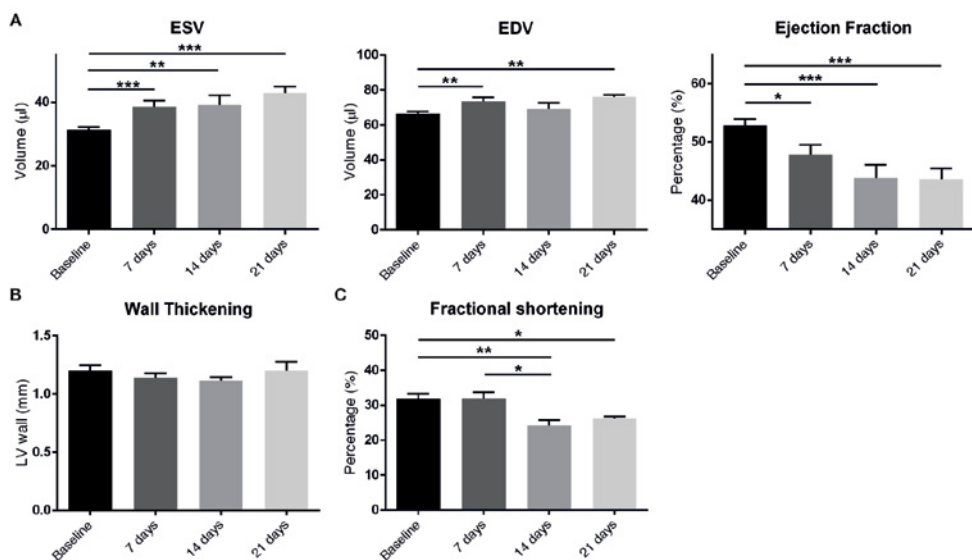 A
ESV
***
**
***
Volume (µl)
40
20
0
Baseline
7 days
14 days
21 days
EDV
**
**
Volume (µl)
100
80
60
40
20
0
Baseline
7 days
14 days
21 days
Ejection Fraction
***
***
*
Percentage (%)
60
50
40
Baseline
7 days
14 days
21 days
B
Wall Thickening
LV wall (mm)
1.5
1.0
0.5
0.0
Baseline
7 days
14 days
21 days
C
Fractional shortening
*
**
*
Percentage (%)
50
40
30
20
10
0
Baseline
7 days
14 days
21 days